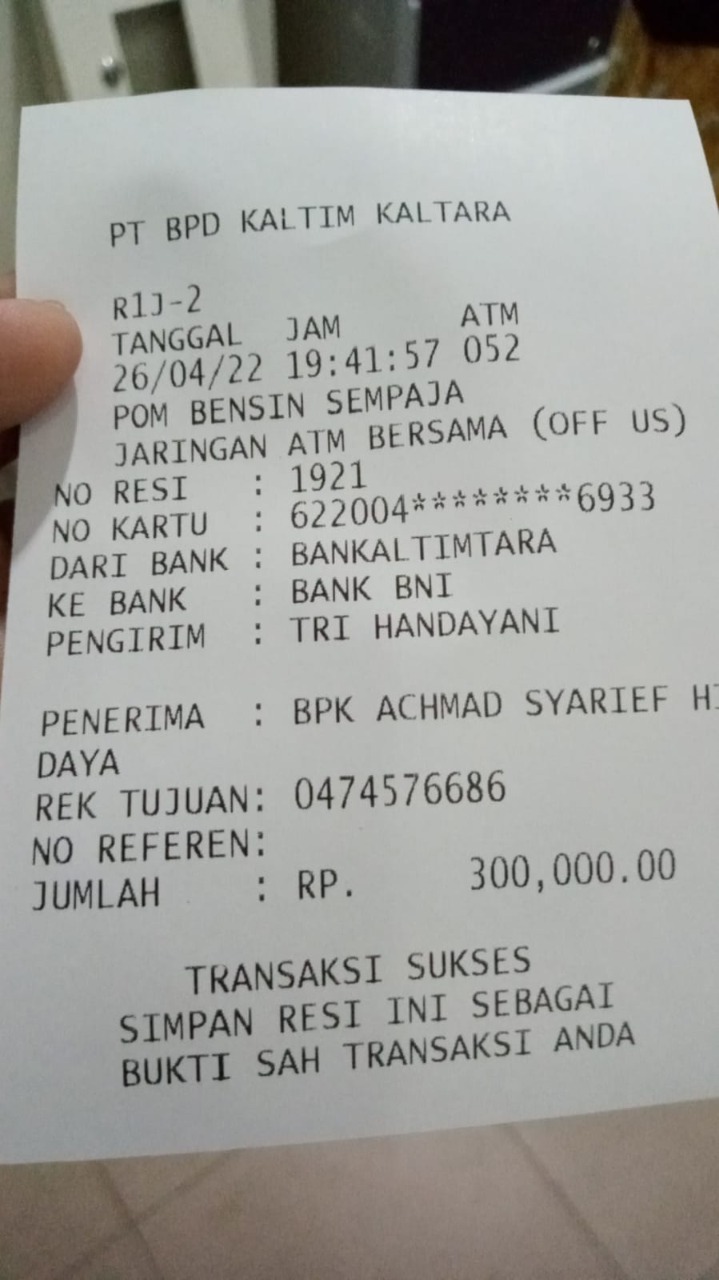 PT BPD KALTIM KALTARA
R1J-2
TANGGAL JAM ATM
26/04/22 19:41:57 052
POM BENSIN SEMPAJA
JARINGAN ATM BERSAMA (OFF US)
NO RESI : 1921
NO KARTU : 622004********6933
DARI BANK : BANKALTIMTARA
KE BANK : BANK BNI
PENGIRIM : TRI HANDAYANI
PENERIMA : BPK ACHMAD SYARIEF HI
DAYA
REK TUJUAN: 0474576686
NO REFEREN:
JUMLAH : RP. 300,000.00
TRANSAKSI SUKSES
SIMPAN RESI INI SEBAGAI
BUKTI SAH TRANSAKSI ANDA